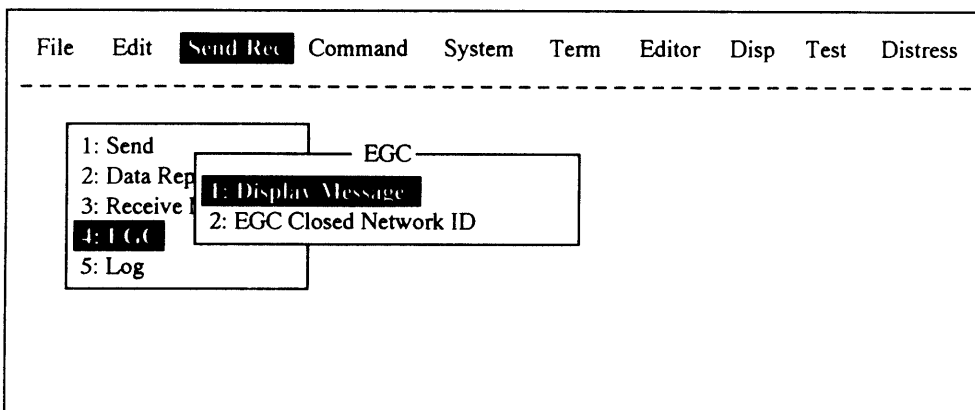 File Edit Send Rec Command System Term Editor Disp Test Distress
1: Send
2: Data Rep
3: Receive
4: EGC
5: Log
EGC
1: Display Message
2: EGC Closed Network ID